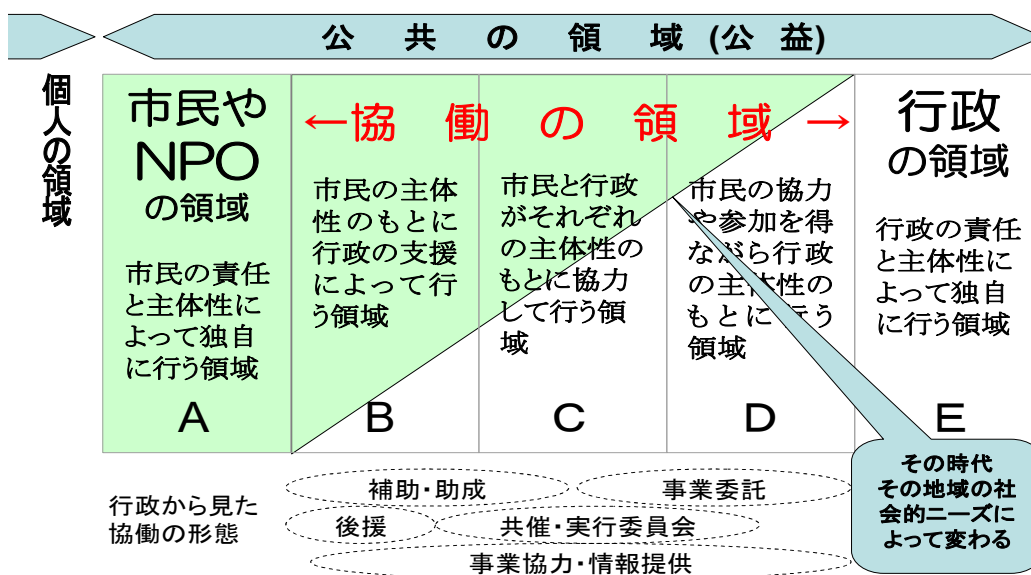 公 共 の 領 域 (公 益)
個人の領域
市民や
NPO
の領域
市民の責任
と主体性に
よって独自
に行う領域
A
←協 働 の 領 域 →
市民の主体
性のもとに
行政の支援
によって行
う領域
B
市民と行政
がそれぞれ
の主体性の
もとに協力
して行う領
域
C
市民の協力
や参加を得
ながら行政
の主体性の
もとに行う
領域
D
行政
の領域
行政の責任
と主体性に
よって独自
に行う領域
E
その時代
その地域の社
会的ニーズに
よって変わる
行政から見た
協働の形態
補助・助成
事業委託
後援
共催・実行委員会
事業協力・情報提供